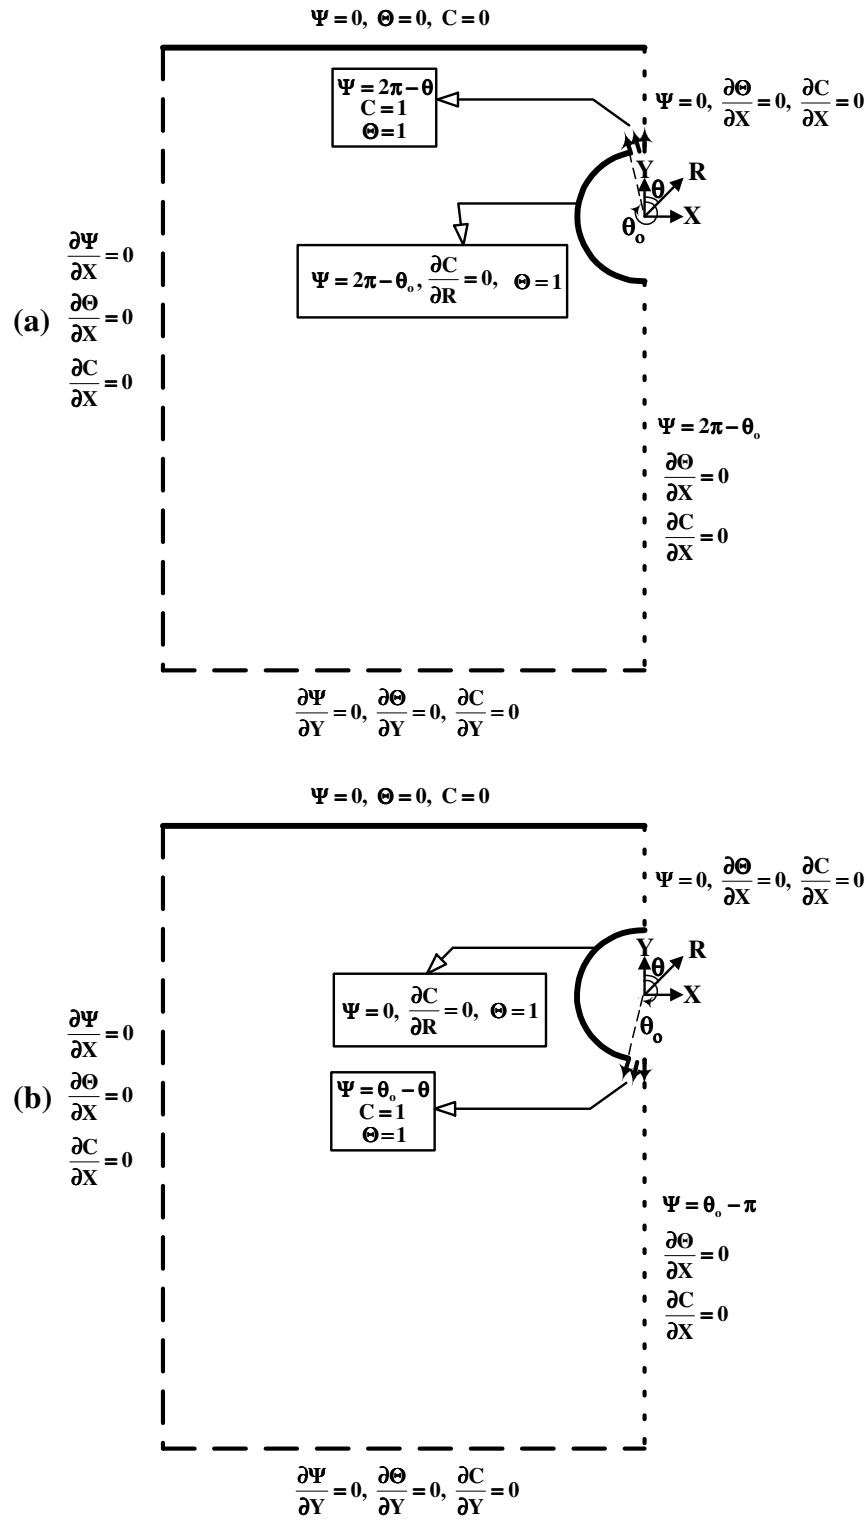 Ψ=0, Θ=0, C=0
Ψ=2π−θ
C=1
Θ=1
Ψ=0, ∂Θ/∂X=0, ∂C/∂X=0
Y
θ
R
X
θₒ
Ψ=2π−θₒ, ∂C/∂R=0, Θ=1
(a)
∂Ψ/∂X=0
∂Θ/∂X=0
∂C/∂X=0
Ψ=2π−θₒ
∂Θ/∂X=0
∂C/∂X=0
∂Ψ/∂Y=0, ∂Θ/∂Y=0, ∂C/∂Y=0
Ψ=0, Θ=0, C=0
Ψ=0, ∂Θ/∂X=0, ∂C/∂X=0
Y
θ
R
X
θₒ
Ψ=0, ∂C/∂R=0, Θ=1
(b)
∂Ψ/∂X=0
∂Θ/∂X=0
∂C/∂X=0
Ψ=θₒ−θ
C=1
Θ=1
Ψ=θₒ−π
∂Θ/∂X=0
∂C/∂X=0
∂Ψ/∂Y=0, ∂Θ/∂Y=0, ∂C/∂Y=0